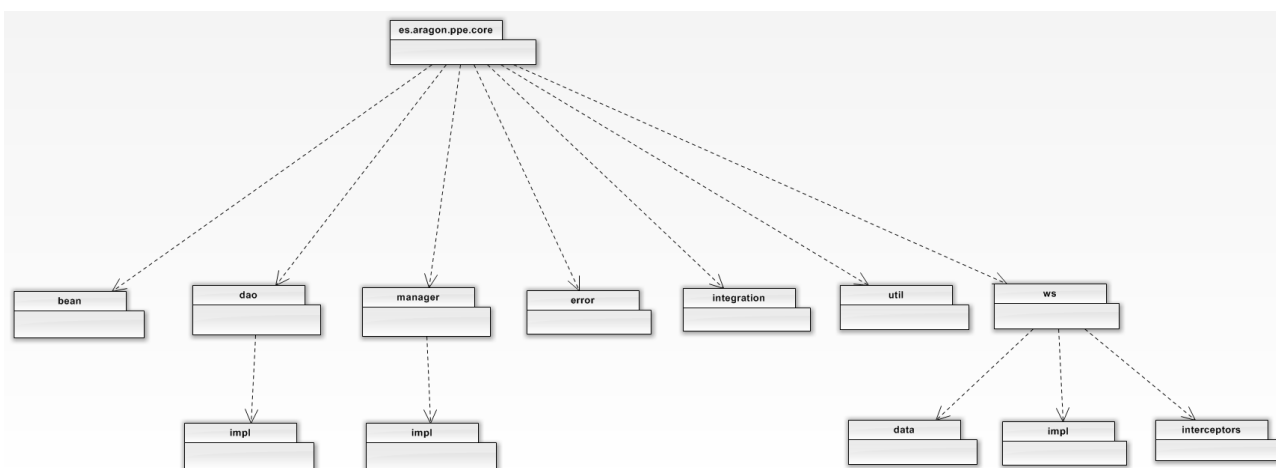 es.aragon.ppe.core
bean
dao
manager
error
integration
util
ws
impl
impl
data
impl
interceptors